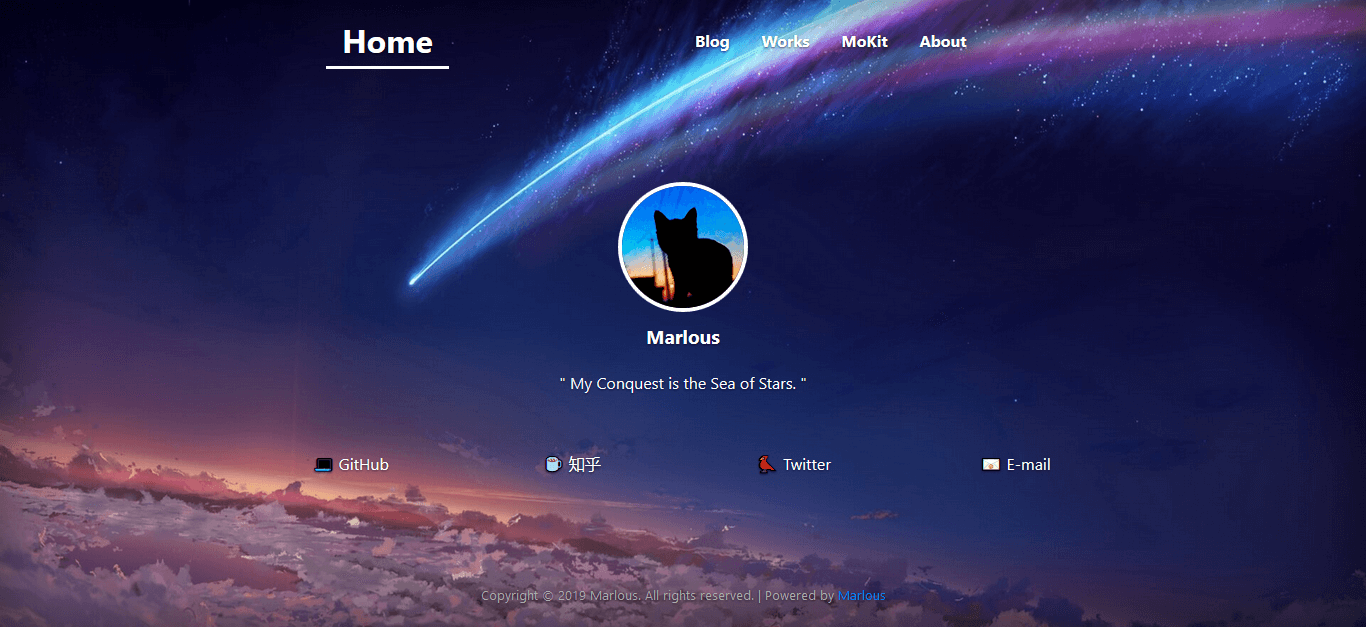 Home
Blog Works MoKit About
Marlous
" My Conquest is the Sea of Stars. "
GitHub 知乎 Twitter E-mail
Copyright © 2019 Marlous. All rights reserved. | Powered by Marlous